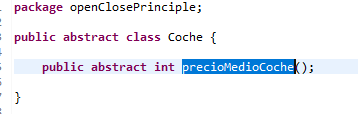 package openClosePrinciple;
public abstract class Coche {
public abstract int precioMedioCoche();
}